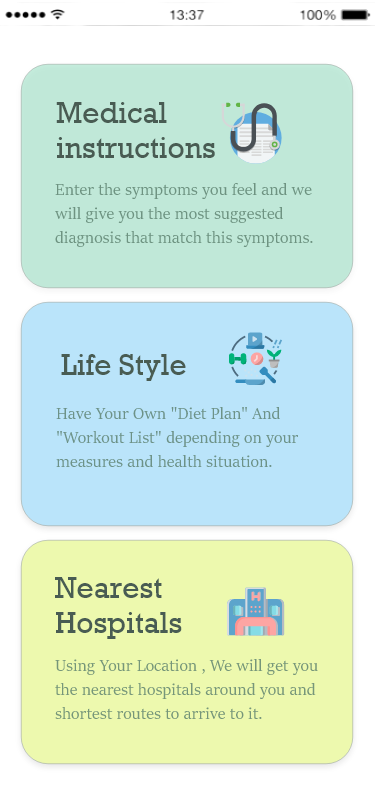 13:37 100%
Medical
instructions
Enter the symptoms you feel and we
will give you the most suggested
diagnosis that match this symptoms.
Life Style
Have Your Own "Diet Plan" And
"Workout List" depending on your
measures and health situation.
Nearest
Hospitals
Using Your Location , We will get you
the nearest hospitals around you and
shortest routes to arrive to it.